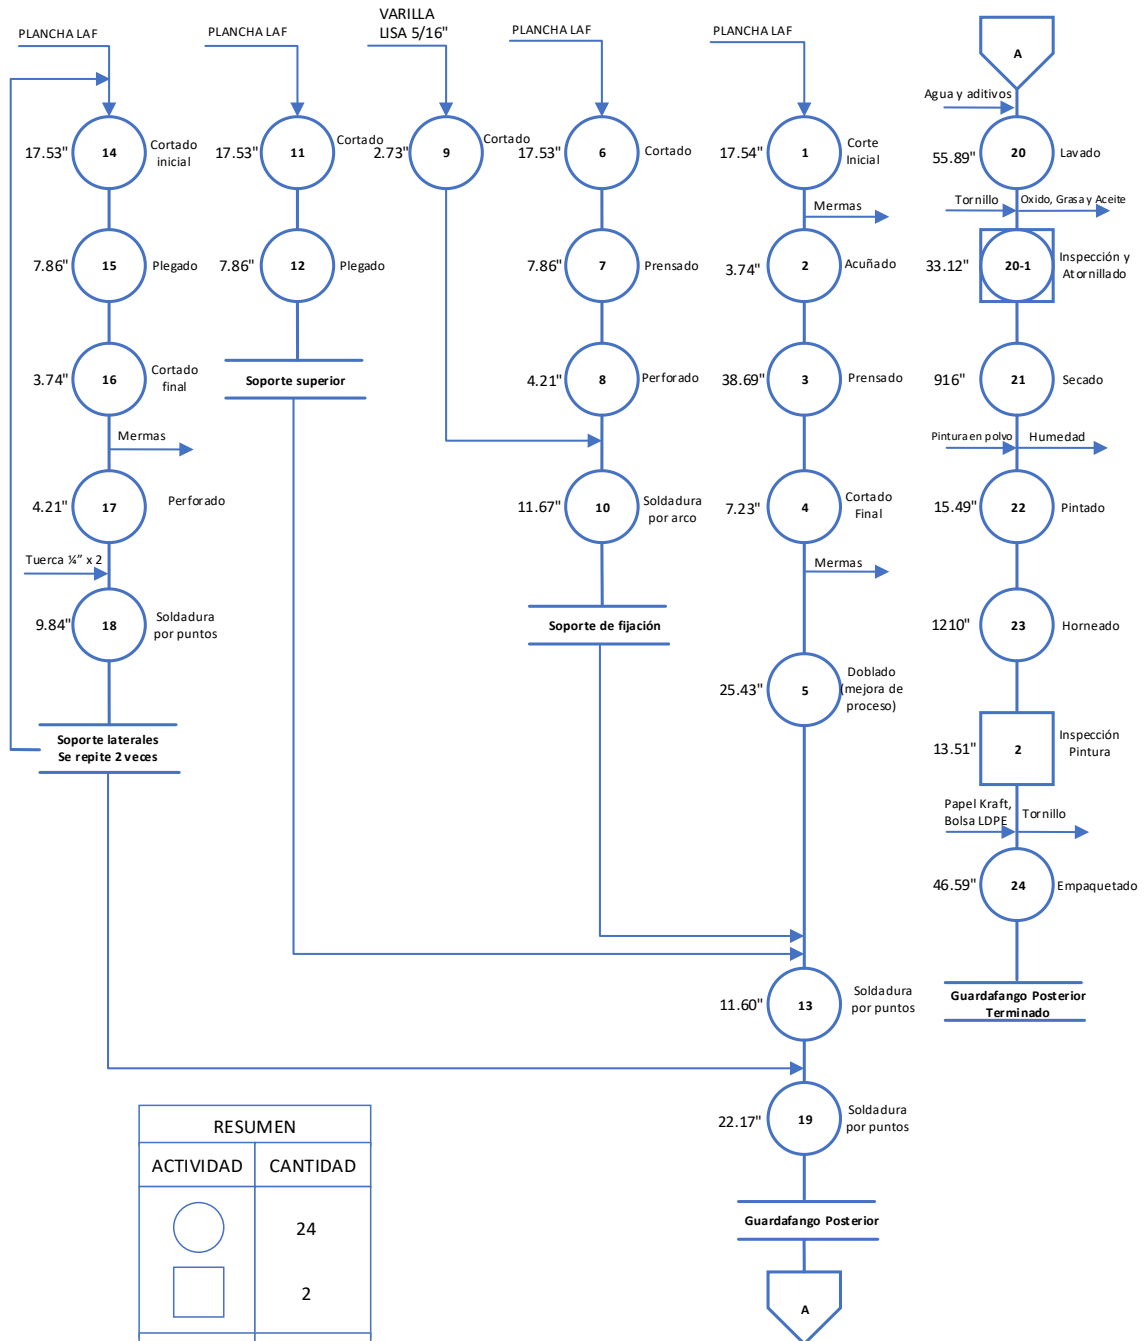 PLANCHA LAF
17.53"
14
Cortado
inicial
7.86"
15
Plegado
3.74"
16
Cortado
final
Mermas
4.21"
17
Perforado
Tuerca ¼” x 2
9.84"
18
Soldadura
por puntos
Soporte laterales
Se repite 2 veces
PLANCHA LAF
17.53"
11
Cortado
7.86"
12
Plegado
Soporte superior
VARILLA
LISA 5/16"
2.73"
9
Cortado
PLANCHA LAF
17.53"
6
Cortado
7.86"
7
Prensado
4.21"
8
Perforado
11.67"
10
Soldadura
por arco
Soporte de fijación
PLANCHA LAF
17.54"
1
Corte
Inicial
Mermas
3.74"
2
Acuñado
38.69"
3
Prensado
7.23"
4
Cortado
Final
Mermas
25.43"
5
Doblado
(mejora de
proceso)
11.60"
13
Soldadura
por puntos
22.17"
19
Soldadura
por puntos
Guardafango Posterior
A
A
Agua y aditivos
55.89"
20
Lavado
Tornillo
Oxido, Grasa y Aceite
33.12"
20-1
Inspección y
Atornillado
916"
21
Secado
Pintura en polvo
Humedad
15.49"
22
Pintado
1210"
23
Horneado
13.51"
2
Inspección
Pintura
Papel Kraft,
Bolsa LDPE
Tornillo
46.59"
24
Empaquetado
Guardafango Posterior
Terminado
RESUMEN
ACTIVIDAD CANTIDAD
24
2